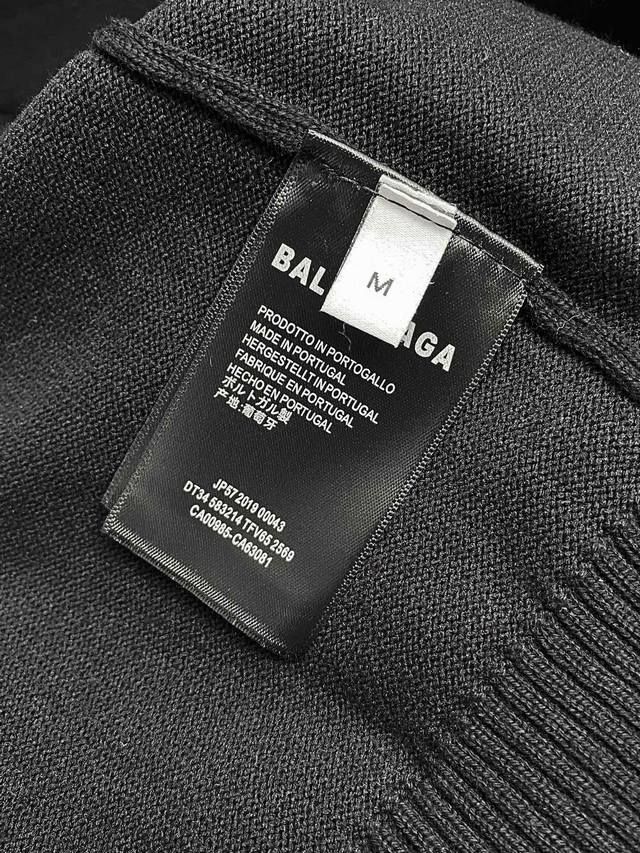 BAL AGA
M
PRODOTTO IN PORTOGALLO
MADE IN PORTUGAL
HERGESTELLT IN PORTUGAL
FABRIQUE EN PORTUGAL
HECHO EN PORTUGAL
ポルトガル製
产地:葡萄牙
JP57 2019 00043
DT34 583214 TFV65 2569
CA00985-CA63081